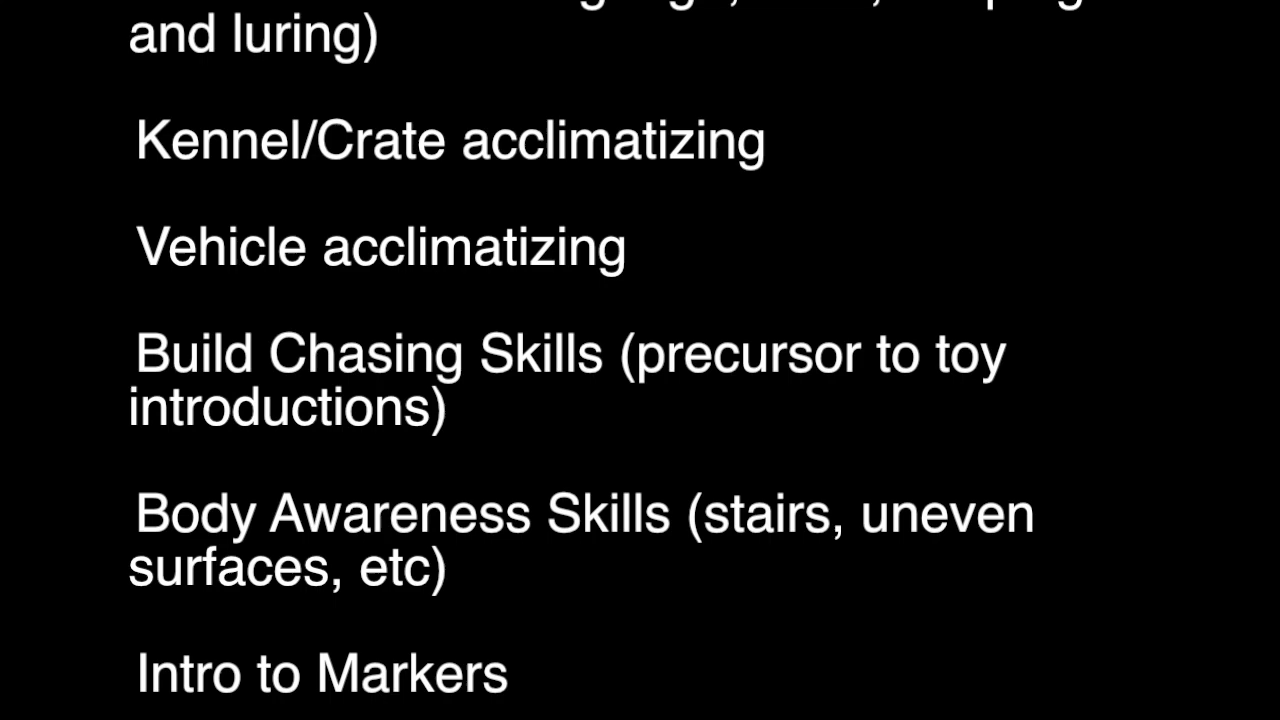 and luring)
Kennel/Crate acclimatizing
Vehicle acclimatizing
Build Chasing Skills (precursor to toy
introductions)
Body Awareness Skills (stairs, uneven
surfaces, etc)
Intro to Markers